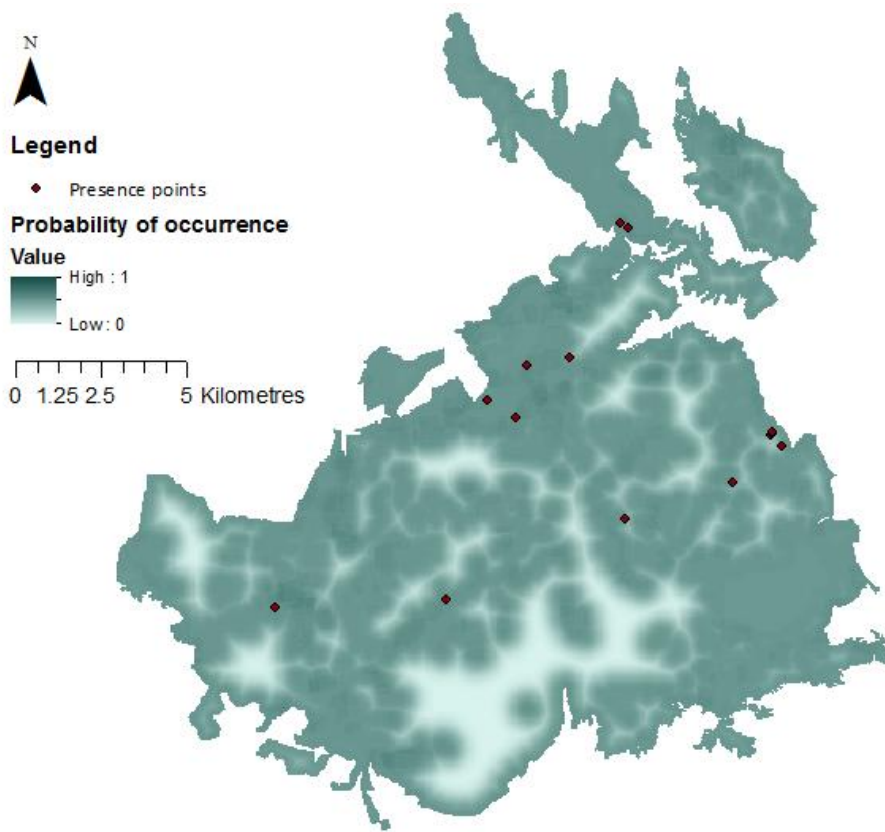 N
Legend
Presence points
Probability of occurrence
Value
High : 1
Low: 0
0 1.25 2.5 5 Kilometres